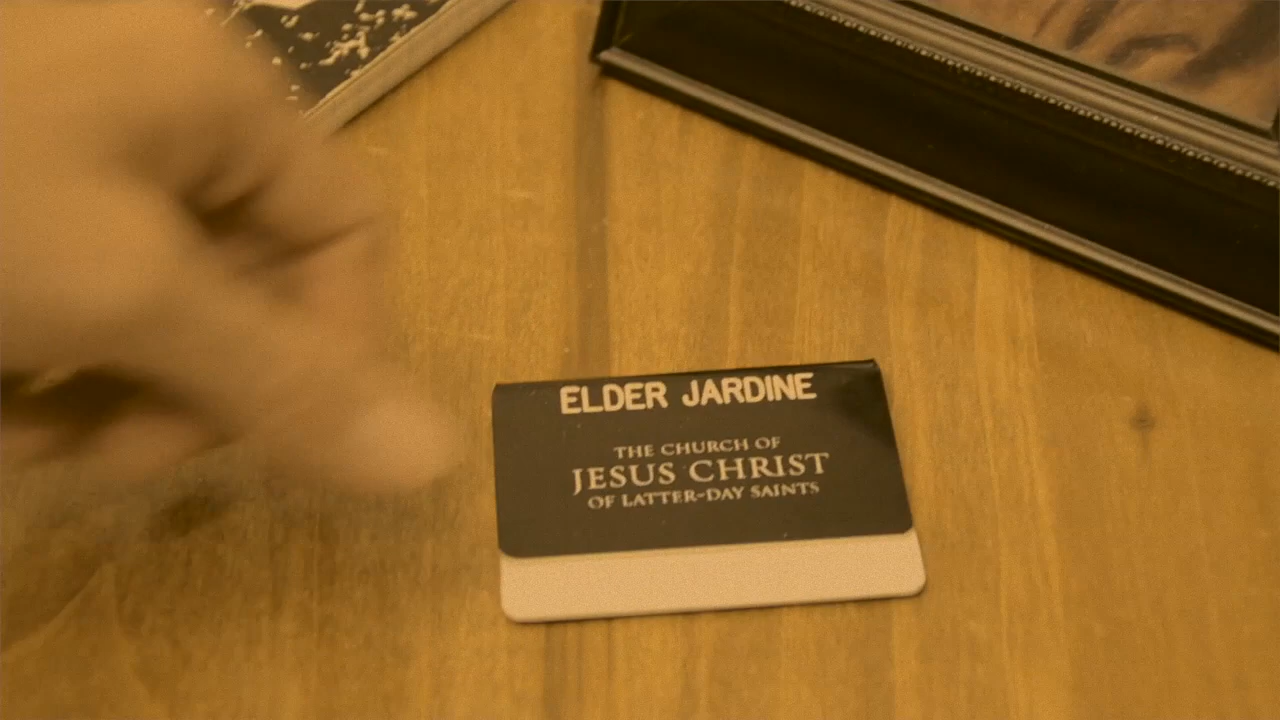 ELDER JARDINE
THE CHURCH OF
JESUS CHRIST
OF LATTER-DAY SAINTS